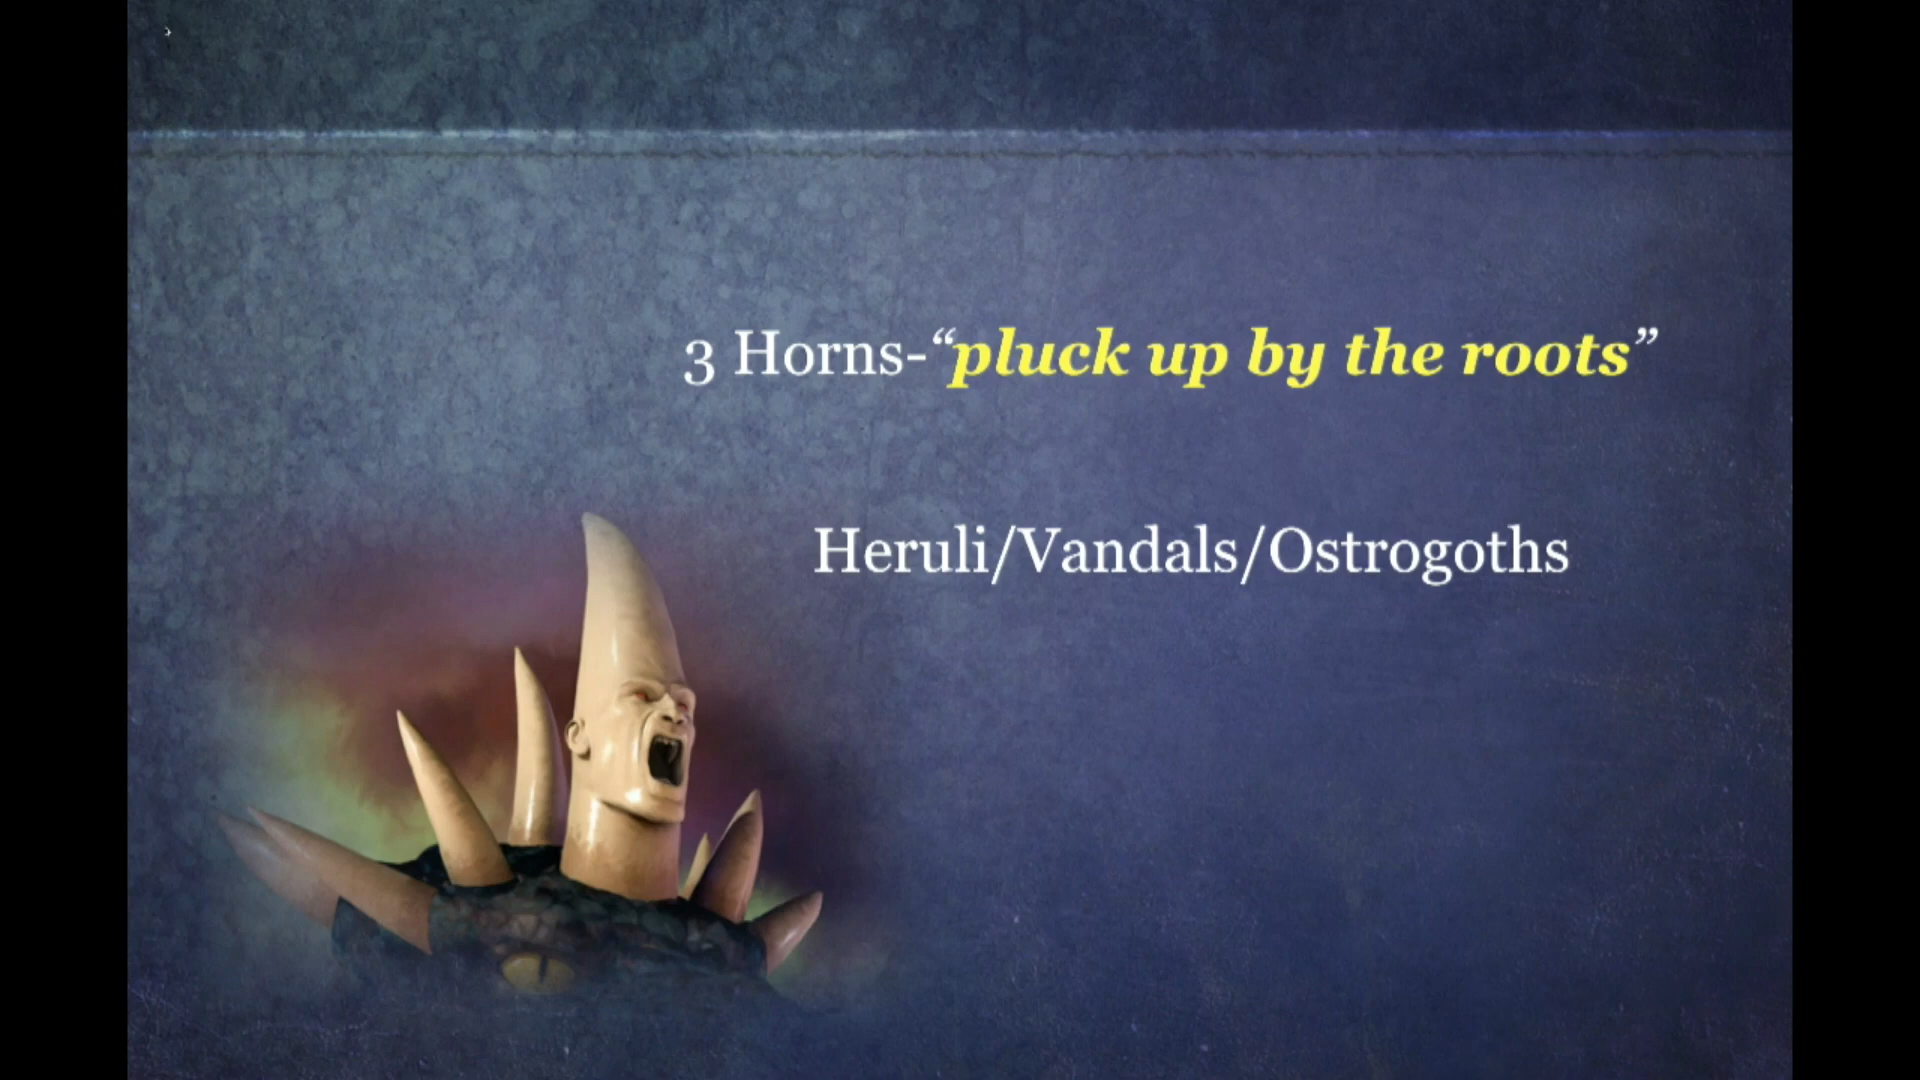 3 Horns-“pluck up by the roots”
Heruli/Vandals/Ostrogoths